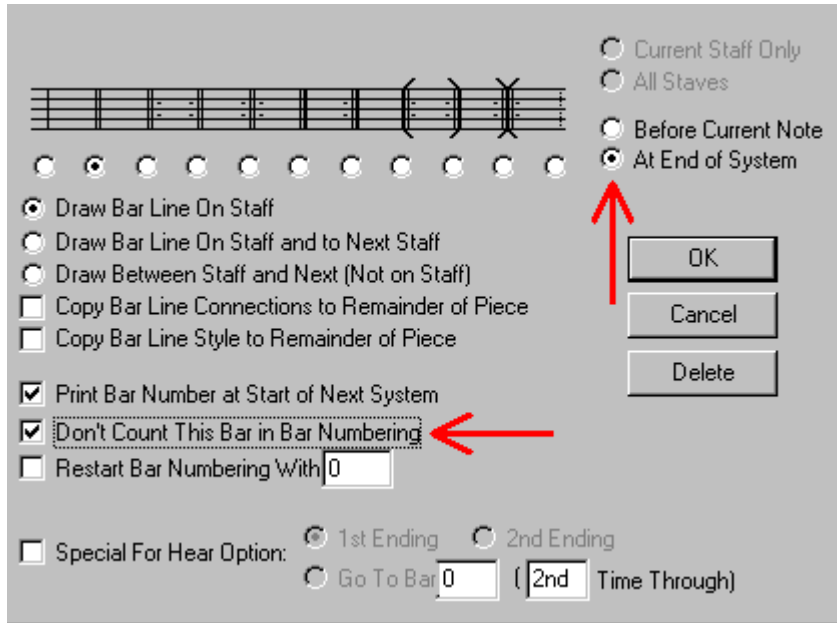 Current Staff Only
All Staves
Before Current Note
At End of System
Draw Bar Line On Staff
Draw Bar Line On Staff and to Next Staff
Draw Between Staff and Next (Not on Staff)
Copy Bar Line Connections to Remainder of Piece
Copy Bar Line Style to Remainder of Piece
OK
Cancel
Delete
Print Bar Number at Start of Next System
Don't Count This Bar in Bar Numbering
Restart Bar Numbering With 0
Special For Hear Option: 1st Ending 2nd Ending
Go To Bar 0 ( 2nd Time Through)